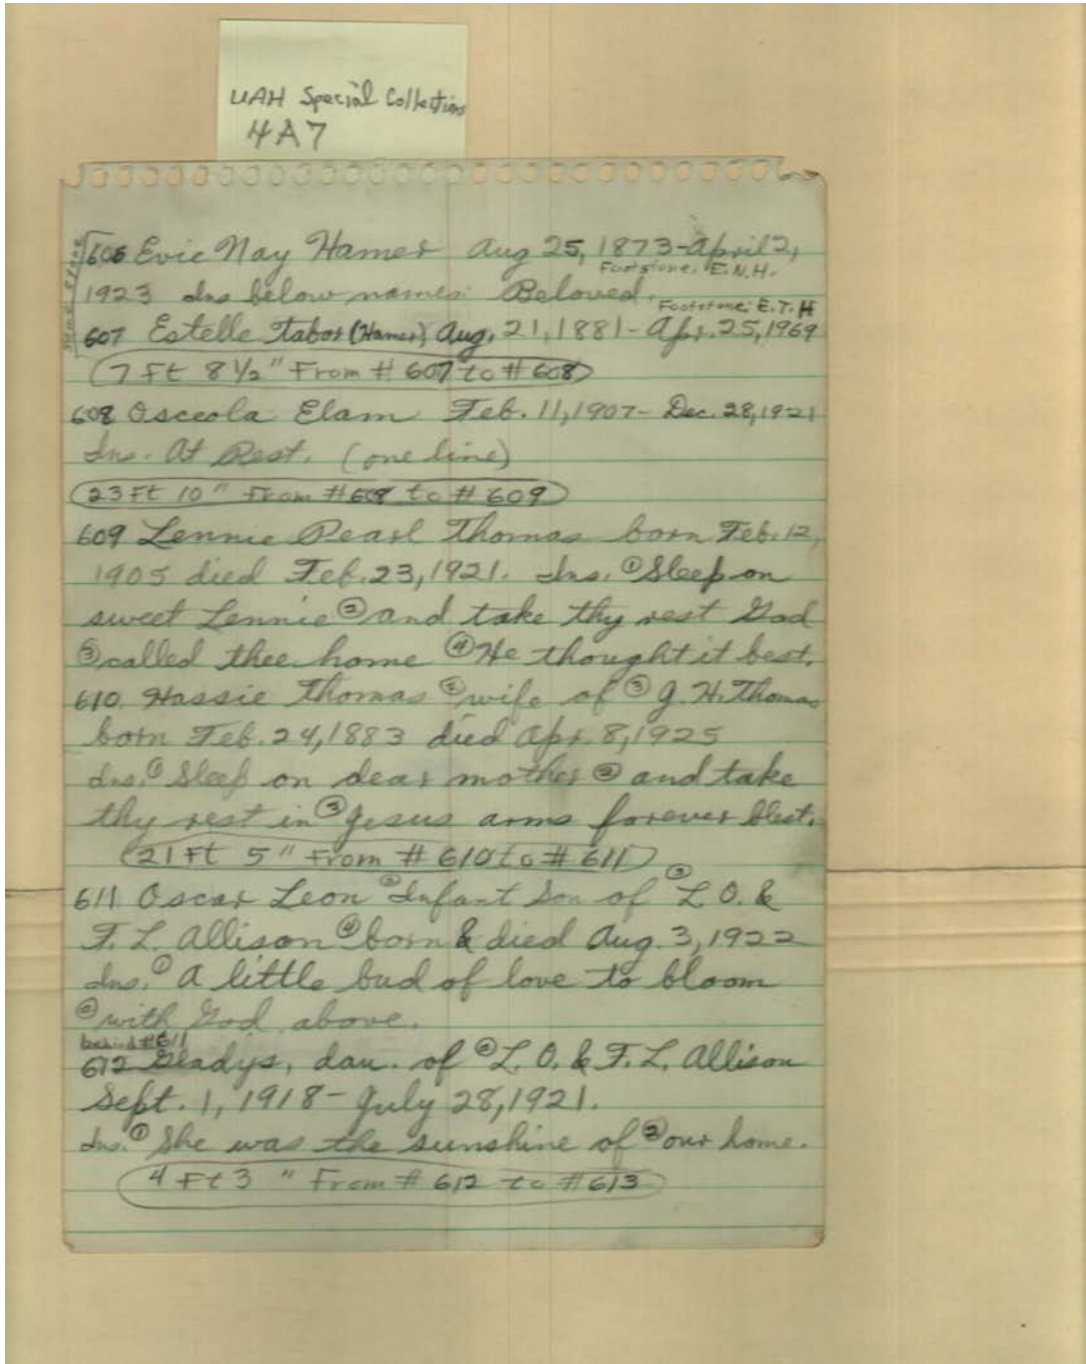 UAH Special Collections
4A7
606 Evie Nay Hamer Aug 25, 1873-April 2,
Footstone: E.N.H.
1923 Ins below names: Beloved.
Footstone: E.T.H
607 Estelle Tabor (Hamer) Aug. 21, 1881 - Apr. 25, 1969
7 Ft 8 1/2" From # 607 to # 608
608 Osceola Elam Feb. 11, 1907- Dec. 28, 1921
Ins. At Rest. (one line)
23 Ft 10" From # 608 to # 609
609 Lennie Pearl Thomas born Feb. 12,
1905 died Feb. 23, 1921. Ins. ① Sleep on
sweet Lennie ② and take thy rest God
③ called thee home ④ He thought it best.
610 Hassie Thomas ② wife of ③ G. H. Thomas
born Feb. 24, 1883 died Apr. 8, 1925
Ins. ① Sleep on dear mother ② and take
thy rest in ③ Jesus arms forever blest.
21 Ft 5" From # 610 to # 611
611 Oscar Leon ② Infant Son of ③ L. O. &
F. L. Allison ④ born & died Aug. 3, 1922
Ins. ① A little bud of love to bloom
② with God above.
behind #611
612 Gladys, dau. of ② L. O. & F. L. Allison
Sept. 1, 1918 - July 28, 1921.
Ins. ① She was the sunshine of ② our home.
4 Ft 3 " From # 612 to # 613